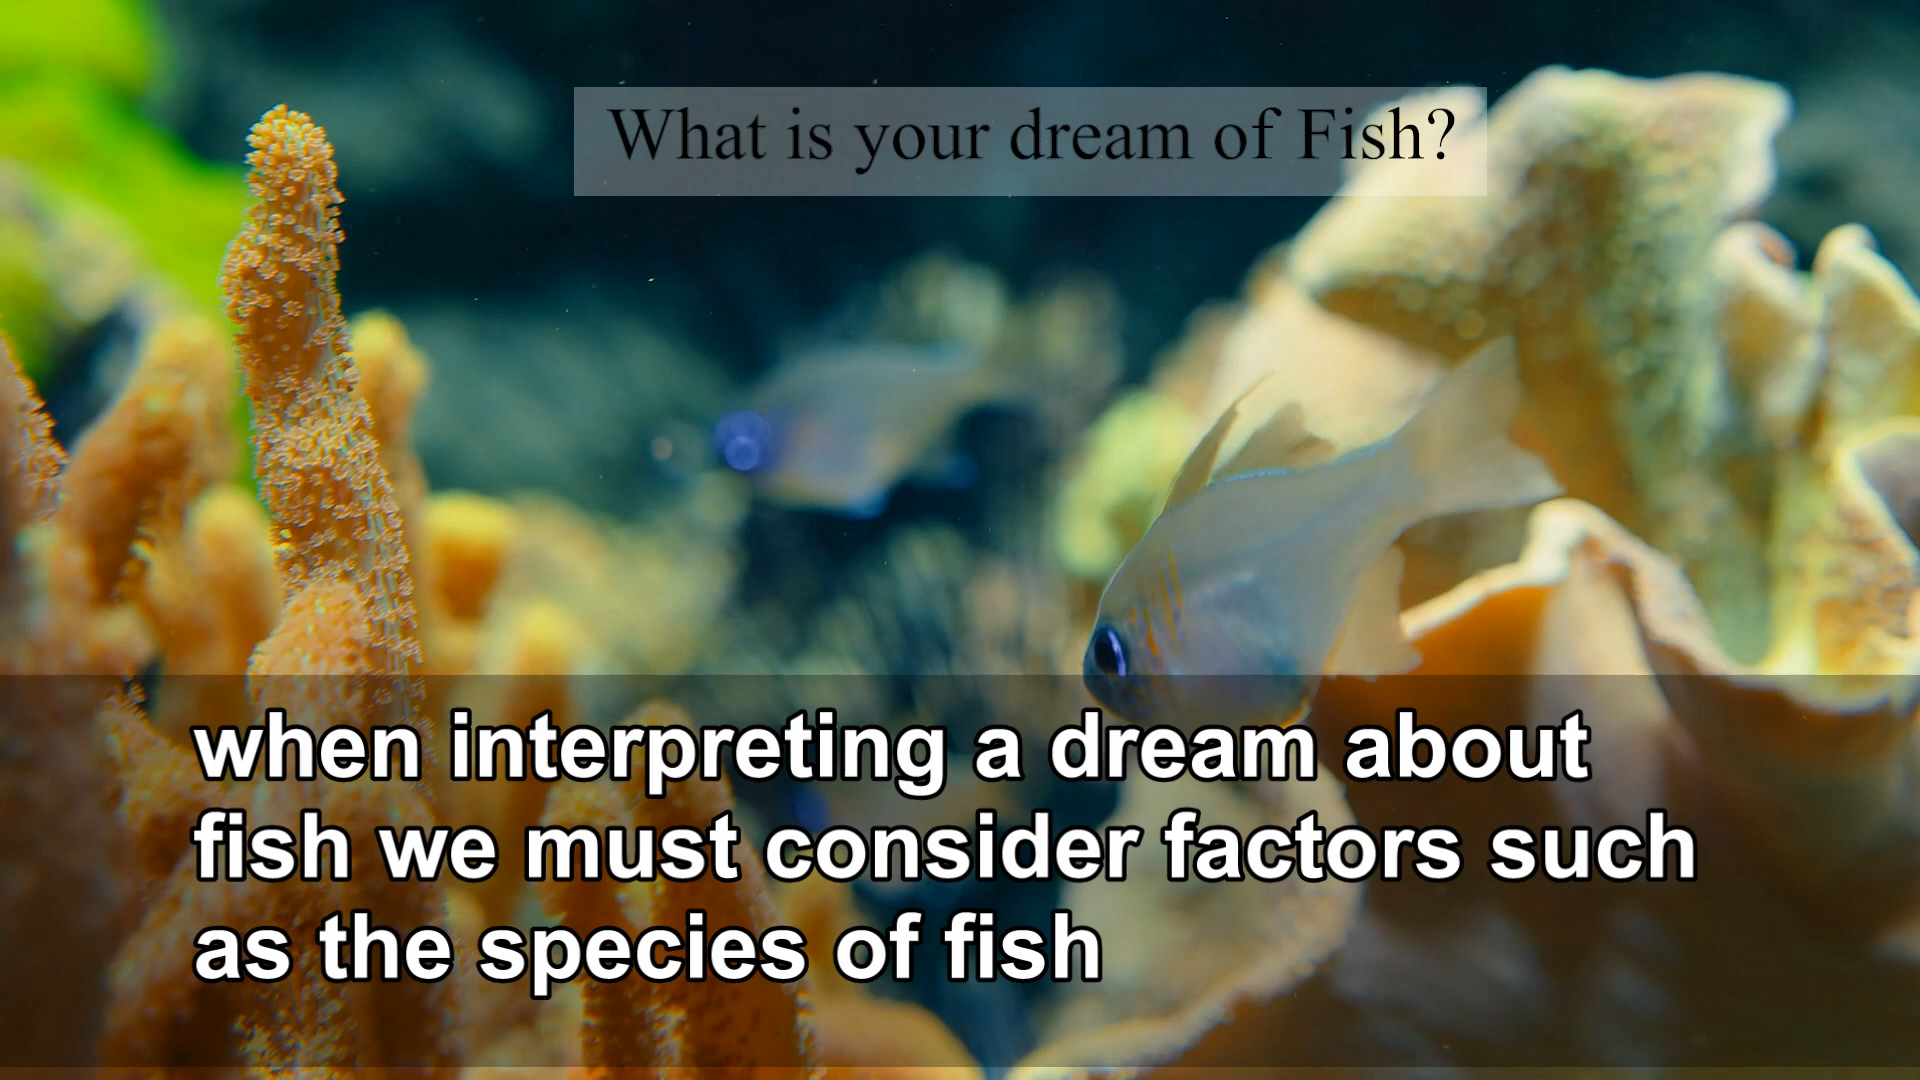 What is your dream of Fish?
when interpreting a dream about
fish we must consider factors such
as the species of fish